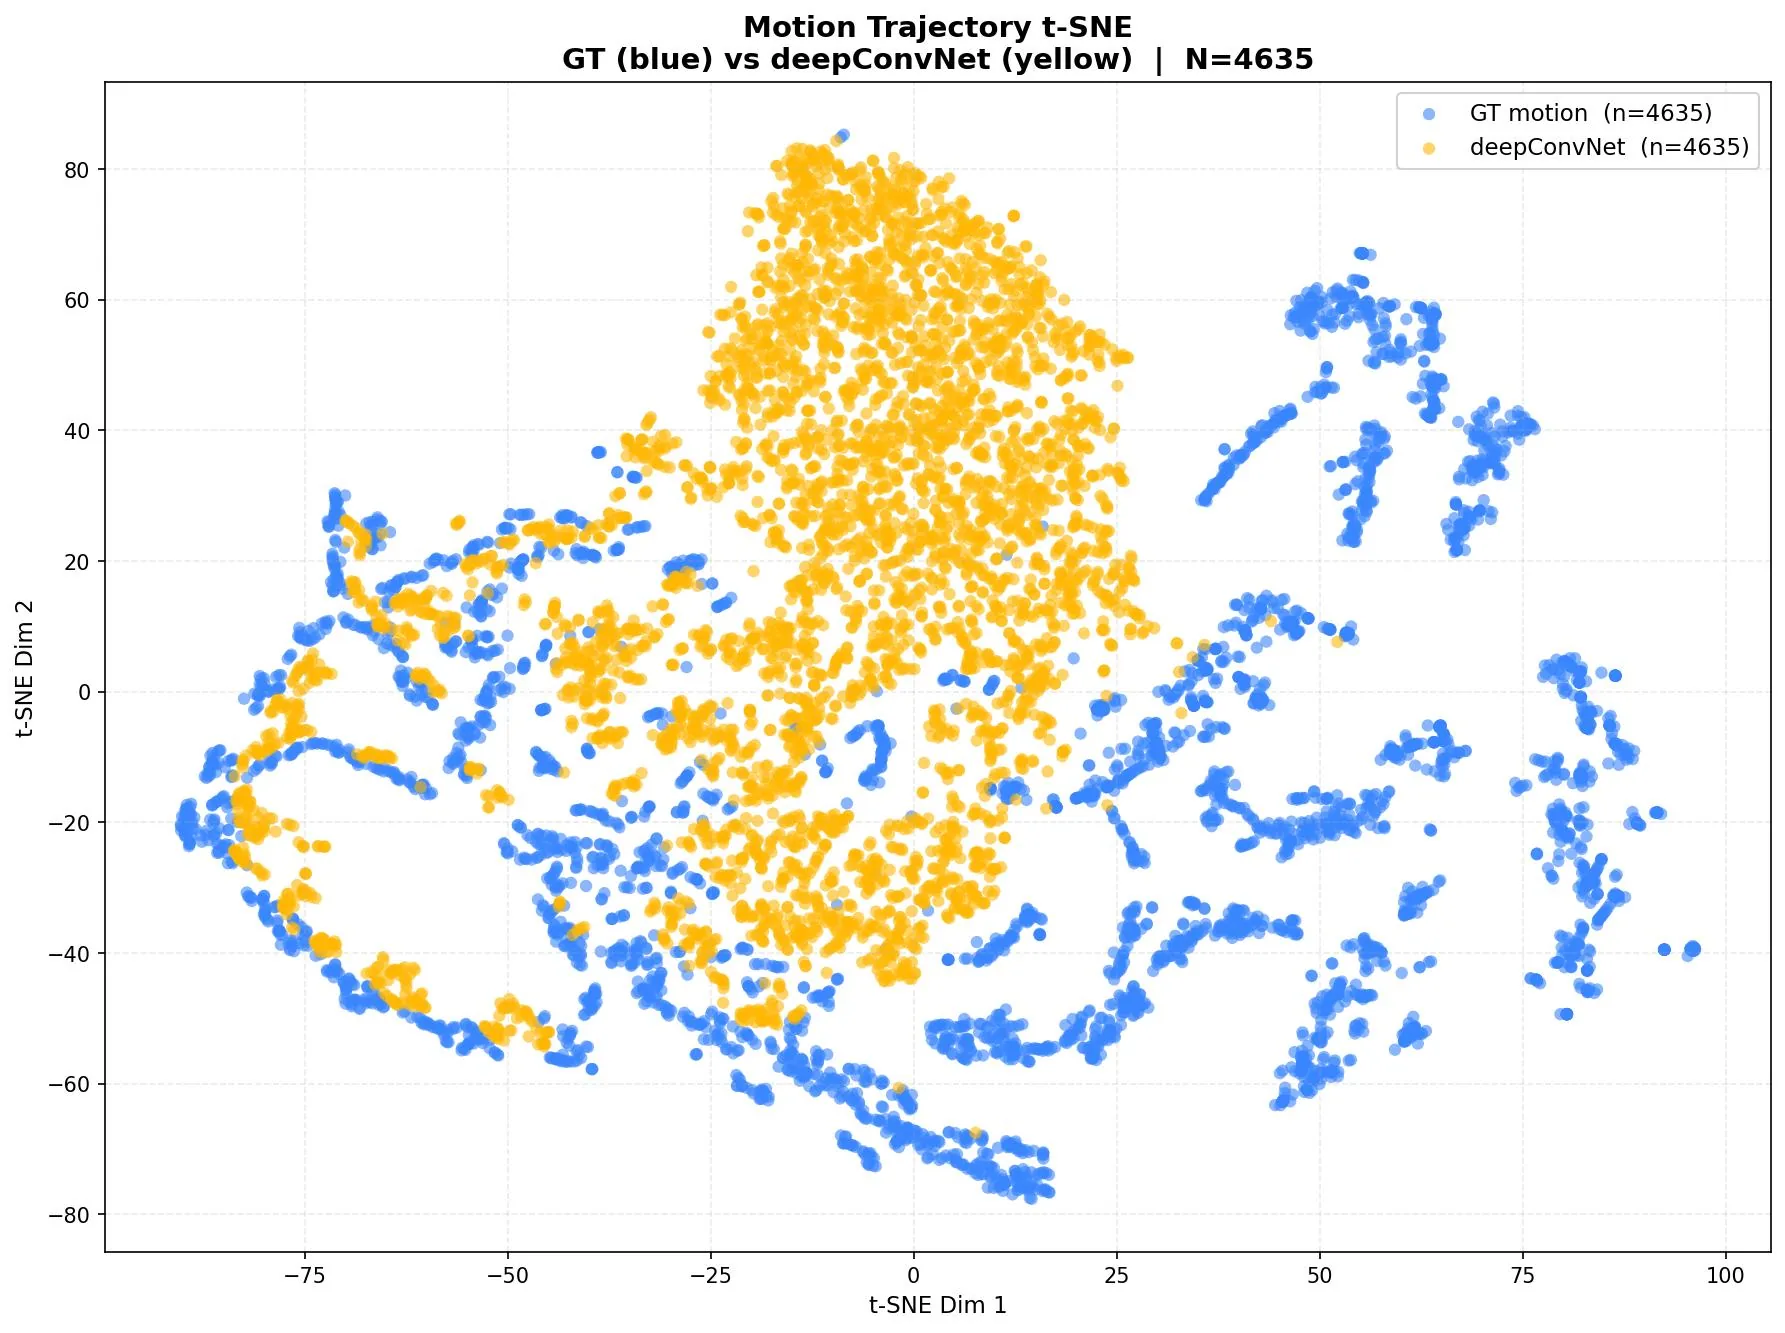 Motion Trajectory t-SNE
GT (blue) vs deepConvNet (yellow)  |  N=4635
GT motion  (n=4635)
deepConvNet  (n=4635)
80
60
40
20
0
−20
−40
−60
−80
t-SNE Dim 2
−75
−50
−25
0
25
50
75
100
t-SNE Dim 1